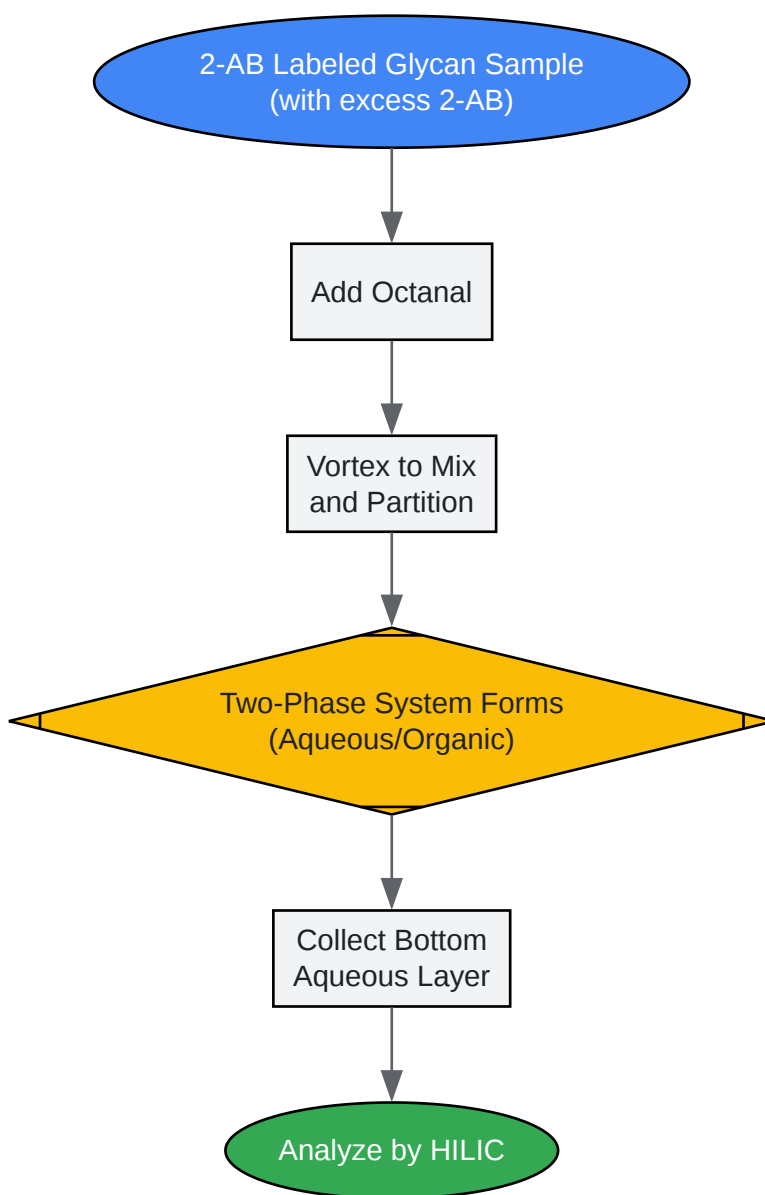 2-AB Labeled Glycan Sample
(with excess 2-AB)
Add Octanal
Vortex to Mix
and Partition
Two-Phase System Forms
(Aqueous/Organic)
Collect Bottom
Aqueous Layer
Analyze by HILIC